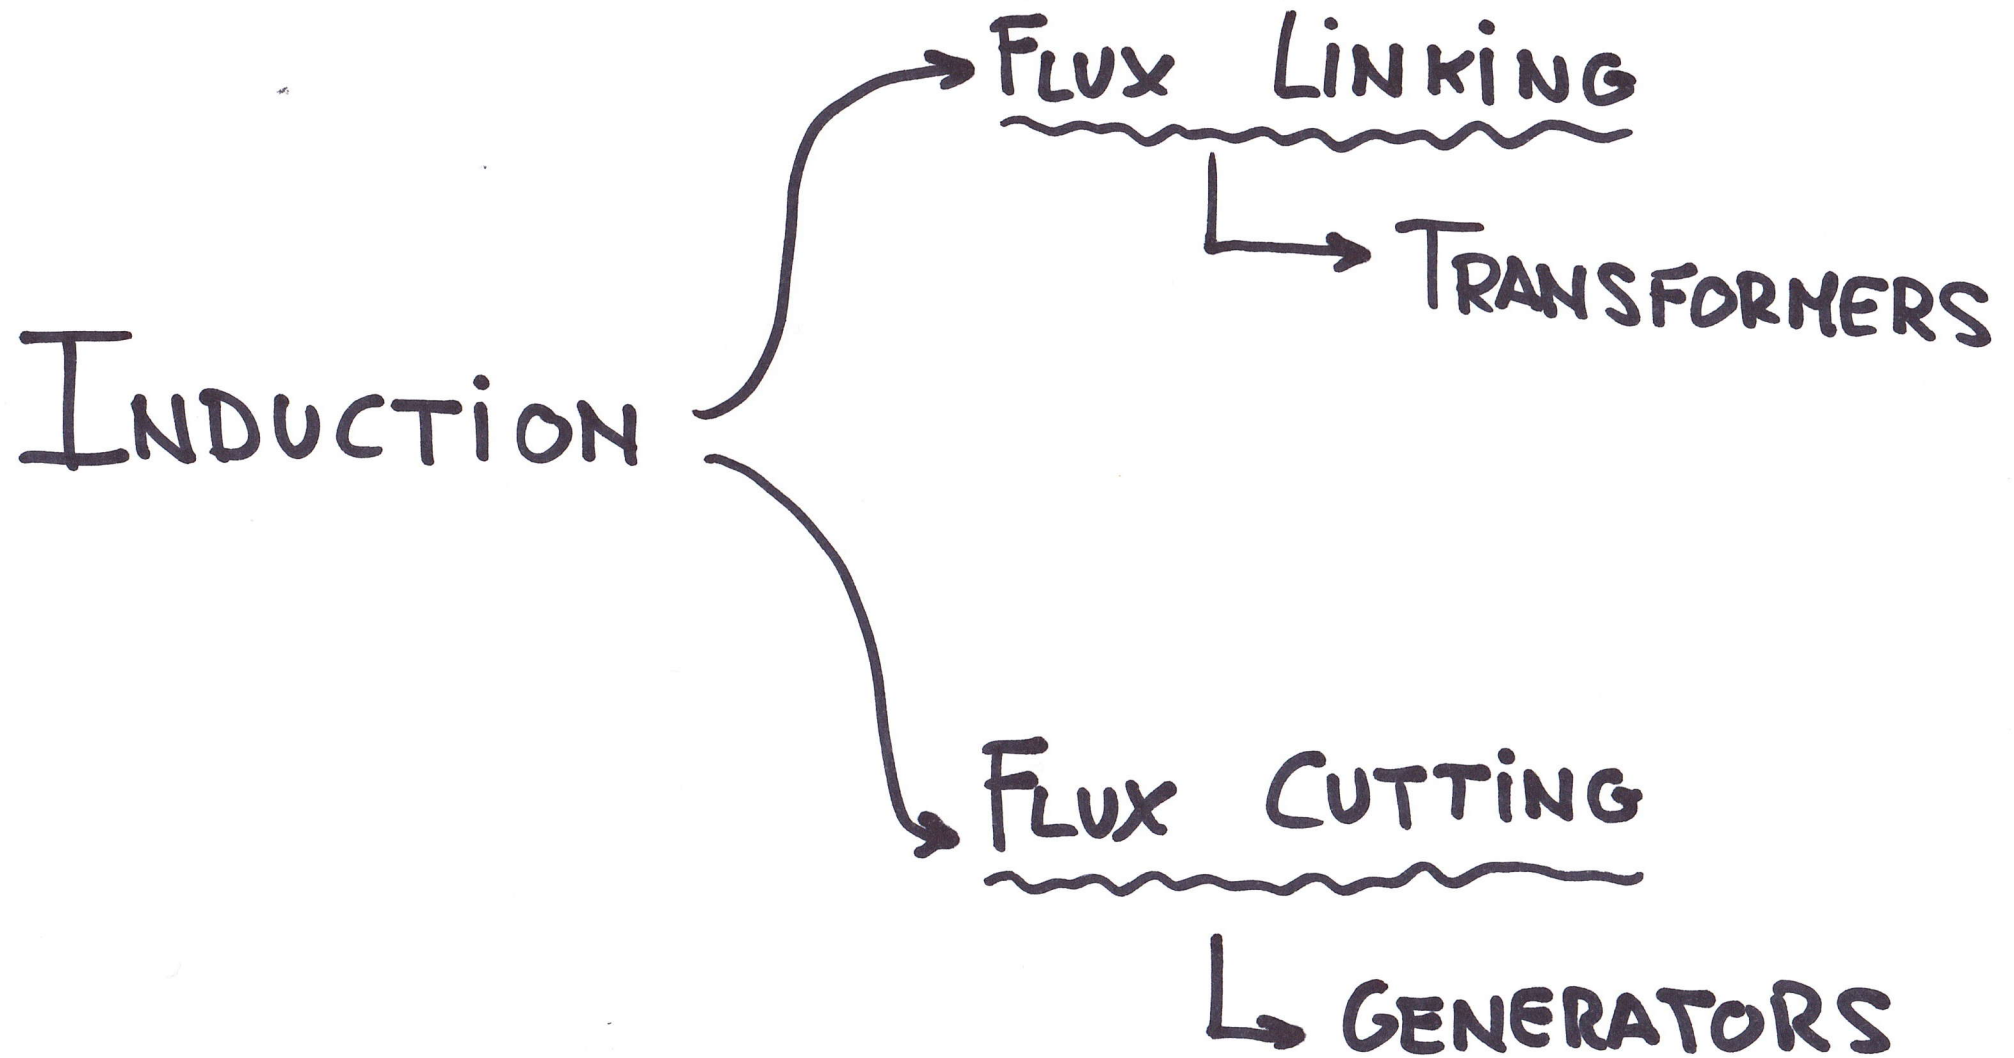 FLUX LINKING
TRANSFORMERS
INDUCTION
FLUX CUTTING
GENERATORS